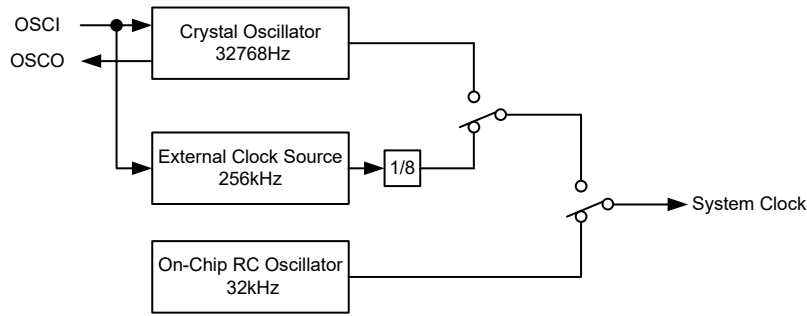 OSCI
OSCO
Crystal Oscillator
32768Hz
External Clock Source
256kHz
1/8
System Clock
On-Chip RC Oscillator
32kHz